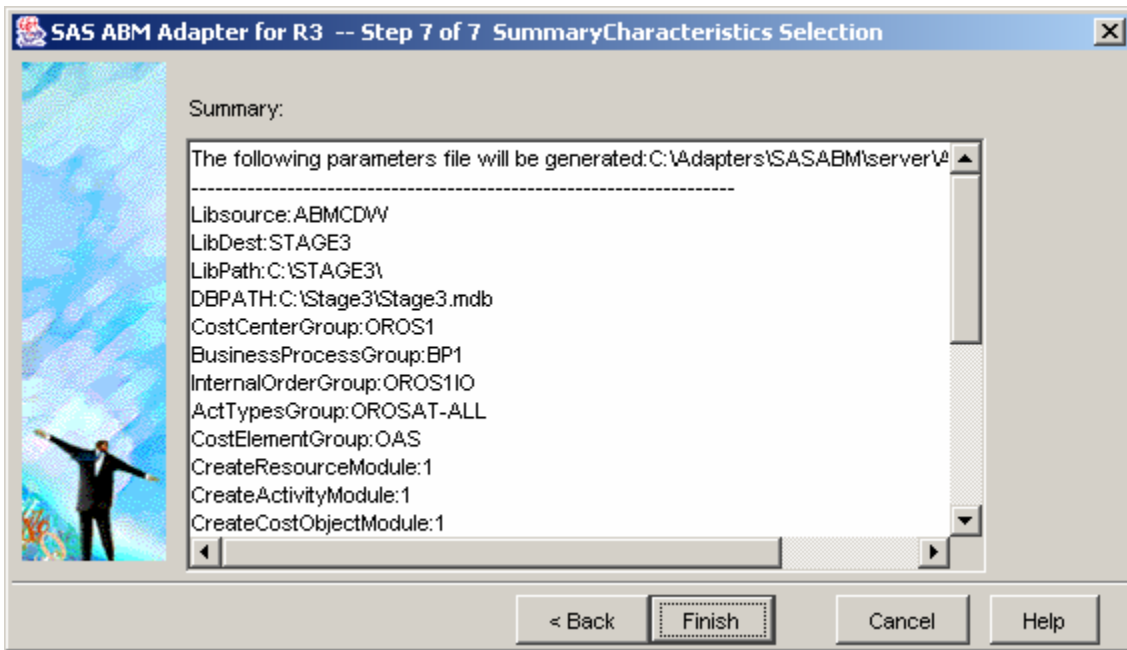 SAS ABM Adapter for R3 -- Step 7 of 7 SummaryCharacteristics Selection
Summary:
The following parameters file will be generated:C:\Adapters\SASABM\server\A
--------------------------------------------------------------------
Libsource:ABMCDW
LibDest:STAGE3
LibPath:C:\STAGE3\
DBPATH:C:\Stage3\Stage3.mdb
CostCenterGroup:OROS1
BusinessProcessGroup:BP1
InternalOrderGroup:OROS1IO
ActTypesGroup:OROSAT-ALL
CostElementGroup:OAS
CreateResourceModule:1
CreateActivityModule:1
CreateCostObjectModule:1
< Back Finish Cancel Help